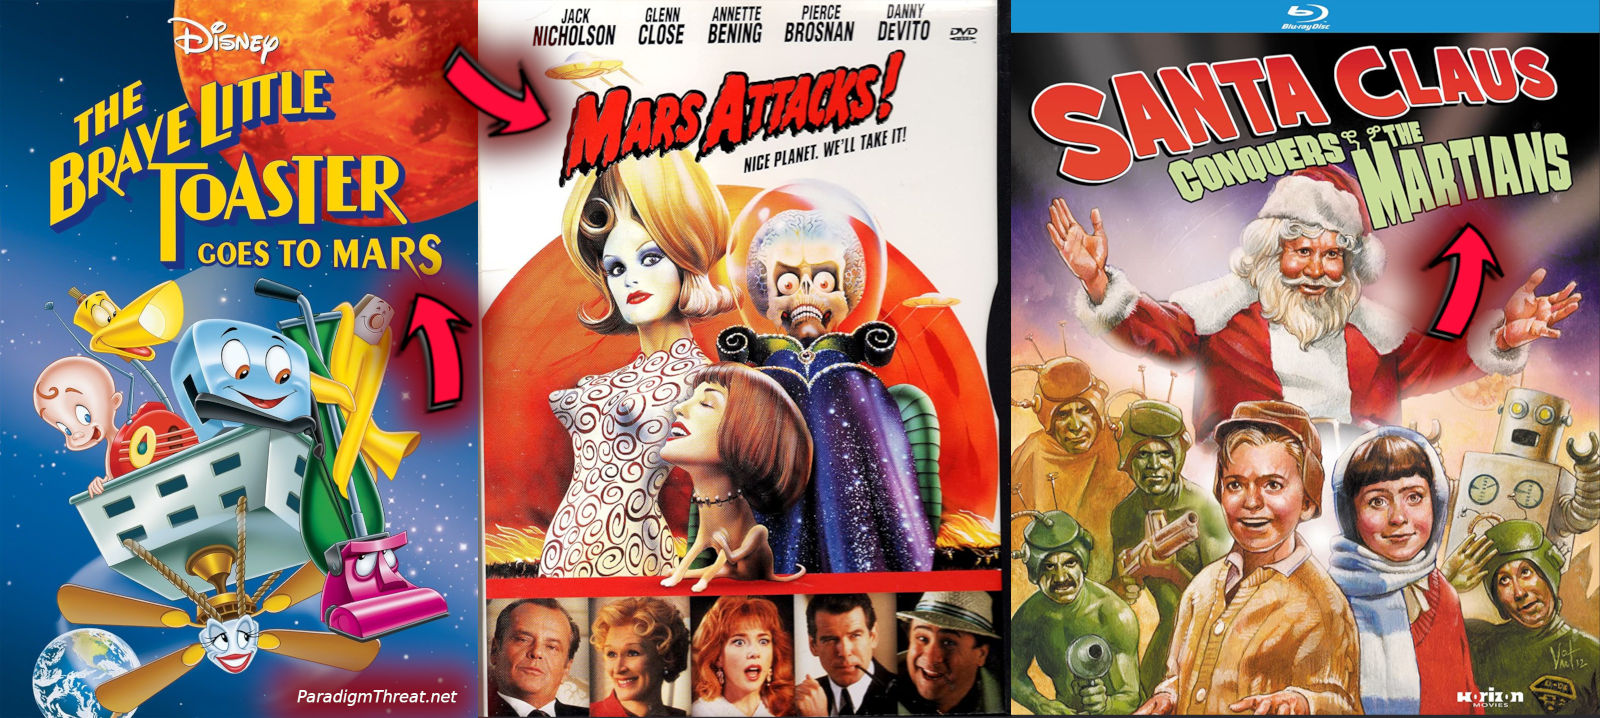 Disney
THE
BRAVE LITTLE
TOASTER
GOES TO MARS
ParadigmThreat.net
JACK NICHOLSON
GLENN CLOSE
ANNETTE BENING
PIERCE BROSNAN
DANNY DEVITO
DVD
MARS ATTACKS!
NICE PLANET. WE'LL TAKE IT!
Blu-ray Disc
SANTA CLAUS
CONQUERS THE
MARTIANS
Horizon
MOVIES